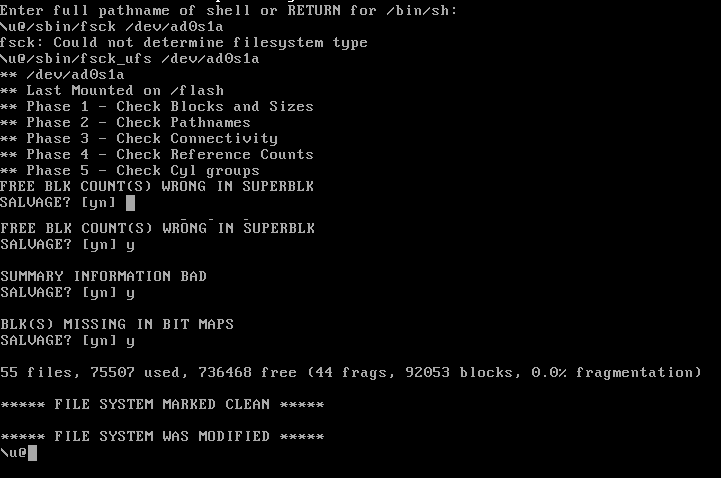 Enter full pathname of shell or RETURN for /bin/sh:
\u@/sbin/fsck /dev/ad0s1a
fsck: Could not determine filesystem type
\u@/sbin/fsck_ufs /dev/ad0s1a
** /dev/ad0s1a
** Last Mounted on /flash
** Phase 1 - Check Blocks and Sizes
** Phase 2 - Check Pathnames
** Phase 3 - Check Connectivity
** Phase 4 - Check Reference Counts
** Phase 5 - Check Cyl groups
FREE BLK COUNT(S) WRONG IN SUPERBLK
SALVAGE? [yn]
FREE BLK COUNT(S) WRONG IN SUPERBLK
SALVAGE? [yn] y
SUMMARY INFORMATION BAD
SALVAGE? [yn] y
BLK(S) MISSING IN BIT MAPS
SALVAGE? [yn] y
55 files, 75507 used, 736468 free (44 frags, 92053 blocks, 0.0% fragmentation)
***** FILE SYSTEM MARKED CLEAN *****
***** FILE SYSTEM WAS MODIFIED *****
\u@